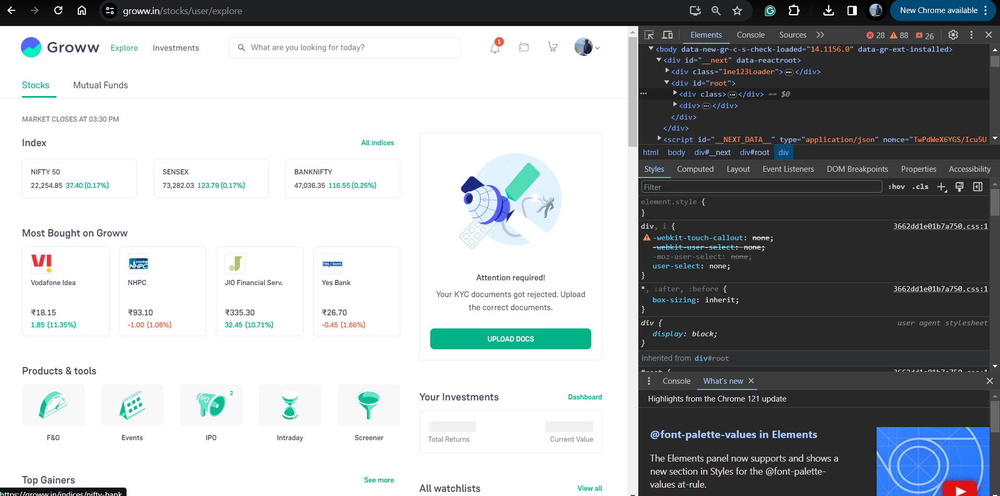 groww.in/stocks/user/explore
New Chrome available
Groww
Explore
Investments
What are you looking for today?
1
Stocks
Mutual Funds
MARKET CLOSES AT 03:30 PM
Index
All indices
NIFTY 50
22,254.85 37.40 (0.17%)
SENSEX
73,282.03 123.79 (0.17%)
BANKNIFTY
47,036.35 116.55 (0.25%)
Most Bought on Groww
VI
Vodafone Idea
₹18.15
1.85 (11.35%)
NHPC
NHPC
₹93.10
-1.00 (1.06%)
JIO Financial Serv.
₹335.30
32.45 (10.71%)
YES BANK
Yes Bank
₹26.70
-0.45 (1.66%)
Attention required!
Your KYC documents got rejected. Upload
the correct documents.
UPLOAD DOCS
Products & tools
F&O
Events
IPO
2
IPO
Intraday
Screener
Your Investments
Dashboard
Total Returns
Current Value
Top Gainers
See more
All watchlists
View all
https://groww.in/indices/nifty-bank
Elements
Console
Sources
28
88
26
<body data-new-gr-c-s-check-loaded="14.1156.0" data-gr-ext-installed>
<div id="__next" data-reactroot>
<div class="lne123Loader">…</div>
<div id="root">
<div class>…</div> == $0
<div>…</div>
</div>
</div>
<script id="__NEXT_DATA__" type="application/json" nonce="TwPdWeX6YGS/Icu5U
html body div#__next div#root div
Styles Computed Layout Event Listeners DOM Breakpoints Properties Accessibility
Filter
:hov .cls
element.style {
}
div, i {
3662dd1e01b7a750.css:1
-webkit-touch-callout: none;
-webkit-user-select: none;
-moz-user-select: none;
user-select: none;
}
*, :after, :before {
3662dd1e01b7a750.css:1
box-sizing: inherit;
}
div {
user agent stylesheet
display: block;
}
Inherited from div#root
#root {
3662dd1e01b7a750.css:1
Console
What's new
Highlights from the Chrome 121 update
@font-palette-values in Elements
The Elements panel now supports and shows a
new section in Styles for the @font-palette-
values at-rule.